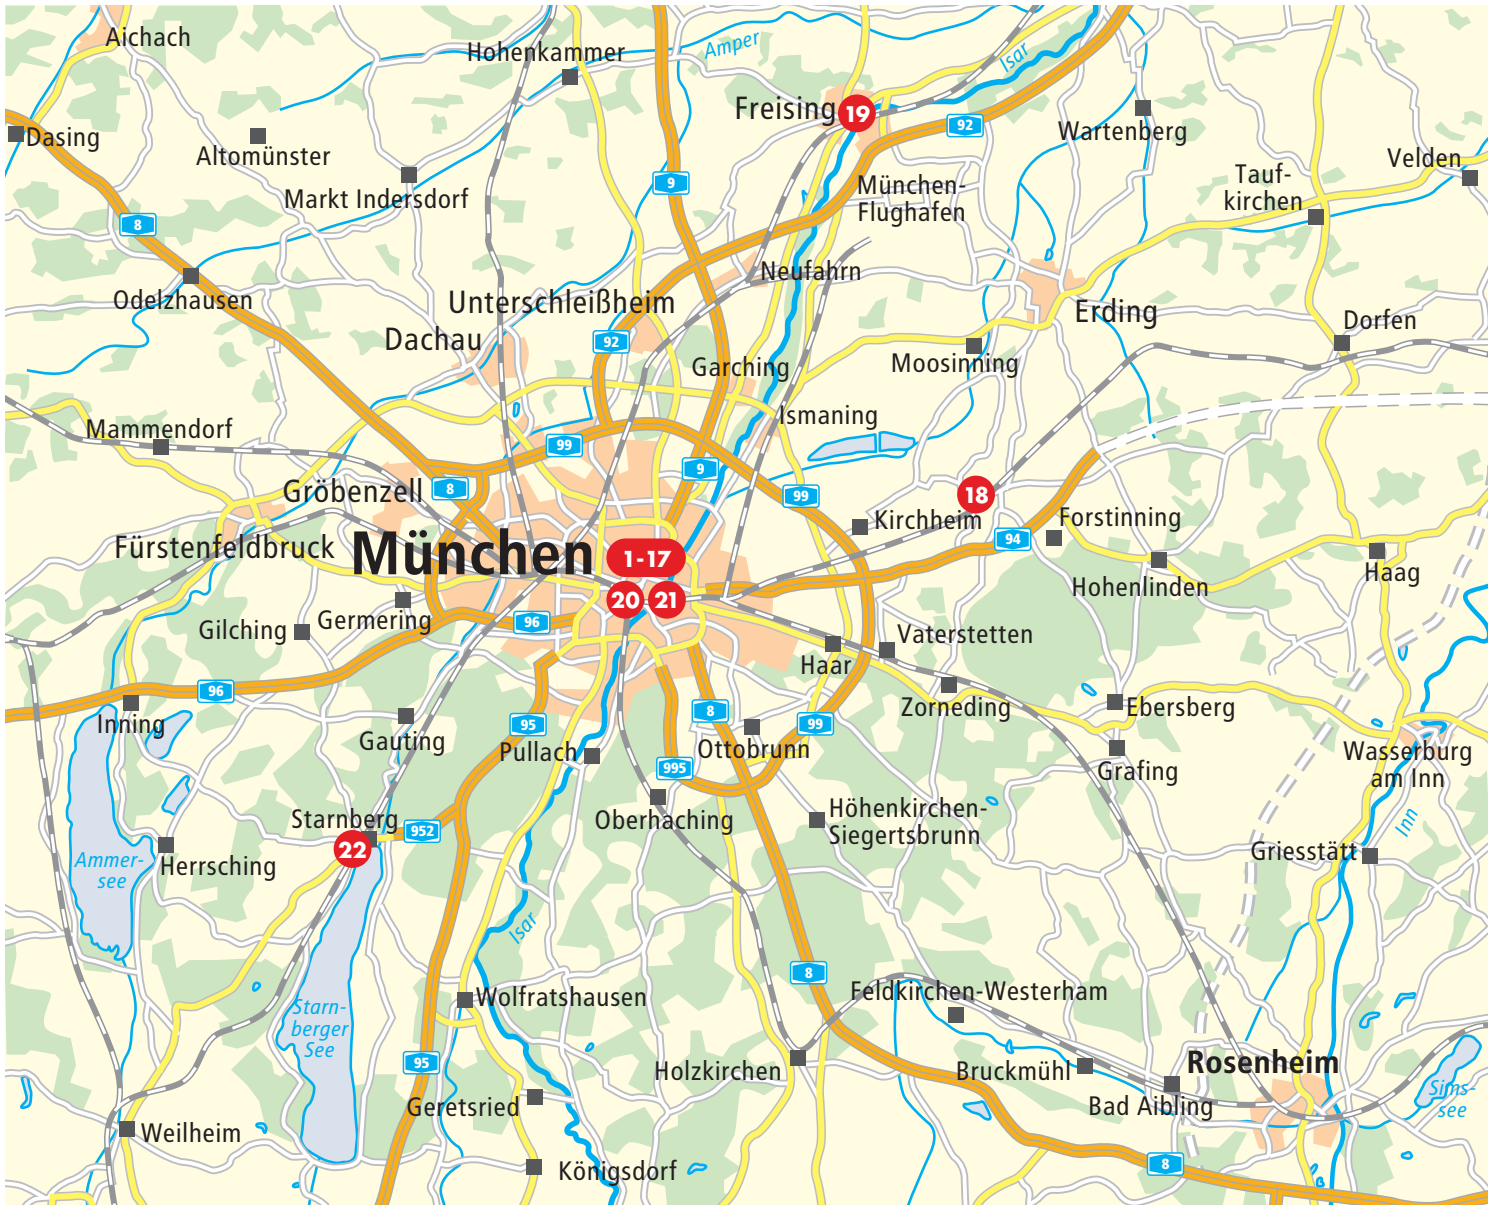 Aichach
Hohenkammer
Amper
Isar
Freising
19
92
Wartenberg
Dasing
Altomünster
Velden
Markt Indersdorf
9
München-
Flughafen
Tauf-
kirchen
8
Neufahrn
Odelzhausen
Unterschleißheim
Erding
Dachau
92
Dorfen
Garching
Moosinning
Ismaning
Mammendorf
99
9
Gröbenzell
8
99
18
Kirchheim
Forstinning
Fürstenfeldbruck
München
1-17
94
Haag
Hohenlinden
20
21
Germering
Gilching
96
Vaterstetten
Haar
96
Zorneding
Ebersberg
Inning
95
8
99
Gauting
Pullach
Ottobrunn
Wasserburg
am Inn
995
Grafing
Starnberg
952
Oberhaching
Höhenkirchen-
Siegertsbrunn
Inn
22
Ammer-
see
Herrsching
Griesstätt
Isar
8
Wolfratshausen
Feldkirchen-Westerham
Starn-
berger
See
95
Holzkirchen
Bruckmühl
Rosenheim
Geretsried
Bad Aibling
Sims-
see
Weilheim
Königsdorf
8